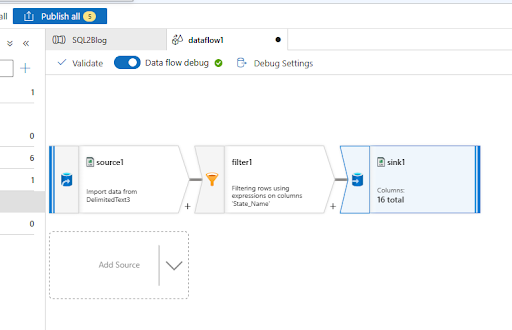 all
Publish all
5
SQL2Blog
dataflow1
Validate
Data flow debug
Debug Settings
1
0
6
1
0
source1
Import data from
DelimitedText3
+
filter1
Filtering rows using
expressions on columns
'State_Name'
+
sink1
Columns:
16 total
Add Source